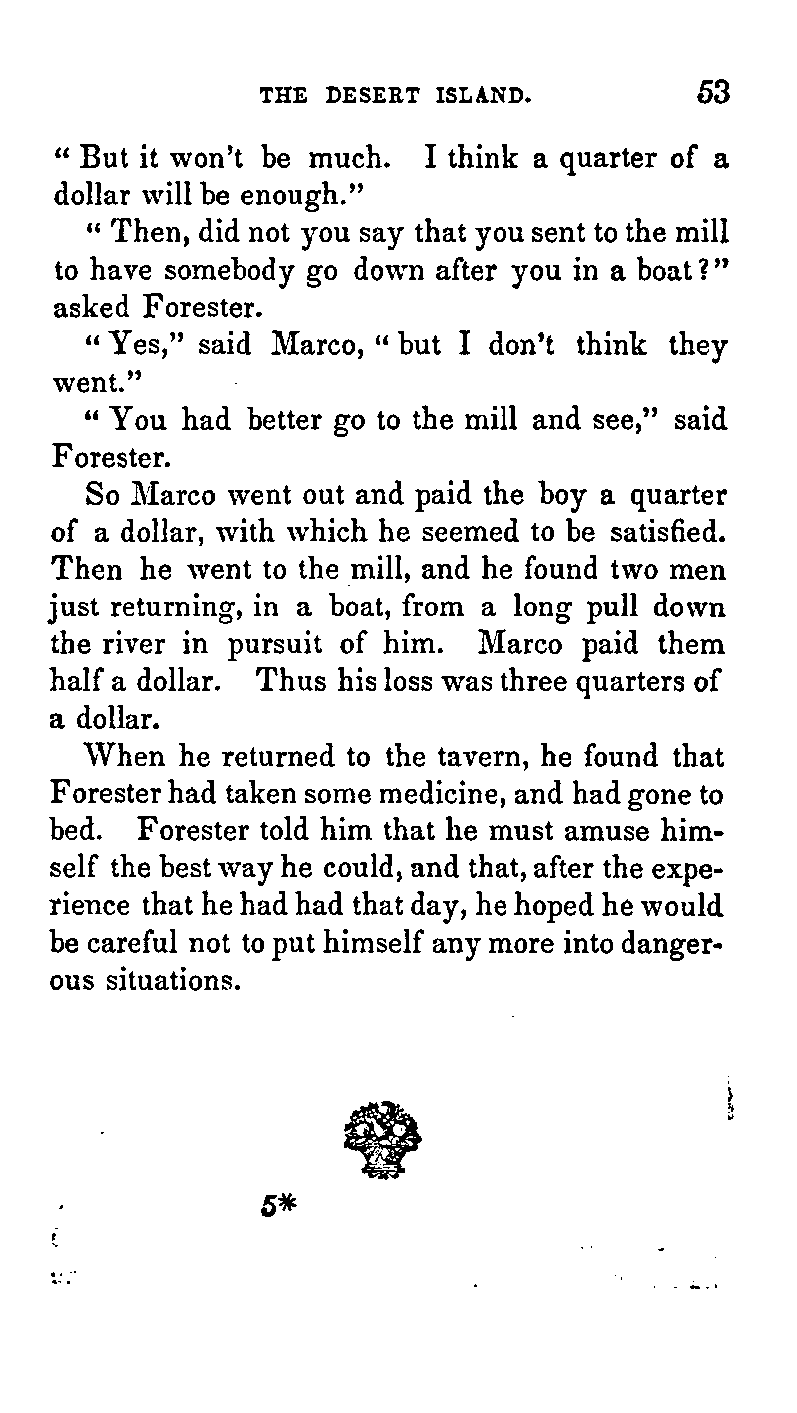 THE DESERT ISLAND. 53
“ But it won’t be much. I think a quarter of a
dollar will be enough.”
“ Then, did not you say that you sent to the mill
to have somebody go down after you in a boat?”
asked Forester.
“ Yes,” said Marco, “ but I don’t think they
went.”
“ You had better go to the mill and see,” said
Forester.
So Marco went out and paid the boy a quarter
of a dollar, with which he seemed to be satisfied.
Then he went to the mill, and he found two men
just returning, in a boat, from a long pull down
the river in pursuit of him. Marco paid them
half a dollar. Thus his loss was three quarters of
a dollar.
When he returned to the tavern, he found that
Forester had taken some medicine, and had gone to
bed. Forester told him that he must amuse him-
self the best way he could, and that, after the expe-
rience that he had had that day, he hoped he would
be careful not to put himself any more into danger-
ous situations.
5*